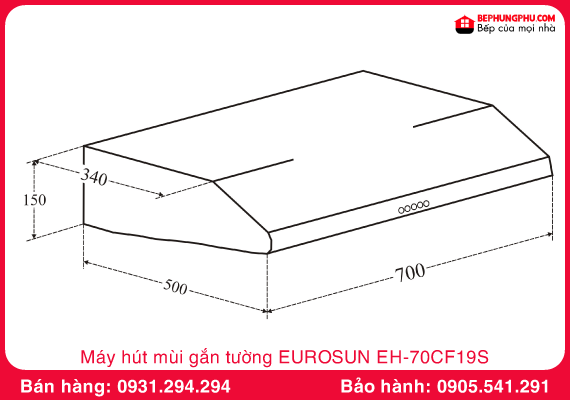 BEPHUNGPHU.COM
Bếp của mọi nhà
340
150
500
700
Máy hút mùi gắn tường EUROSUN EH-70CF19S
Bán hàng: 0931.294.294
Bảo hành: 0905.541.291